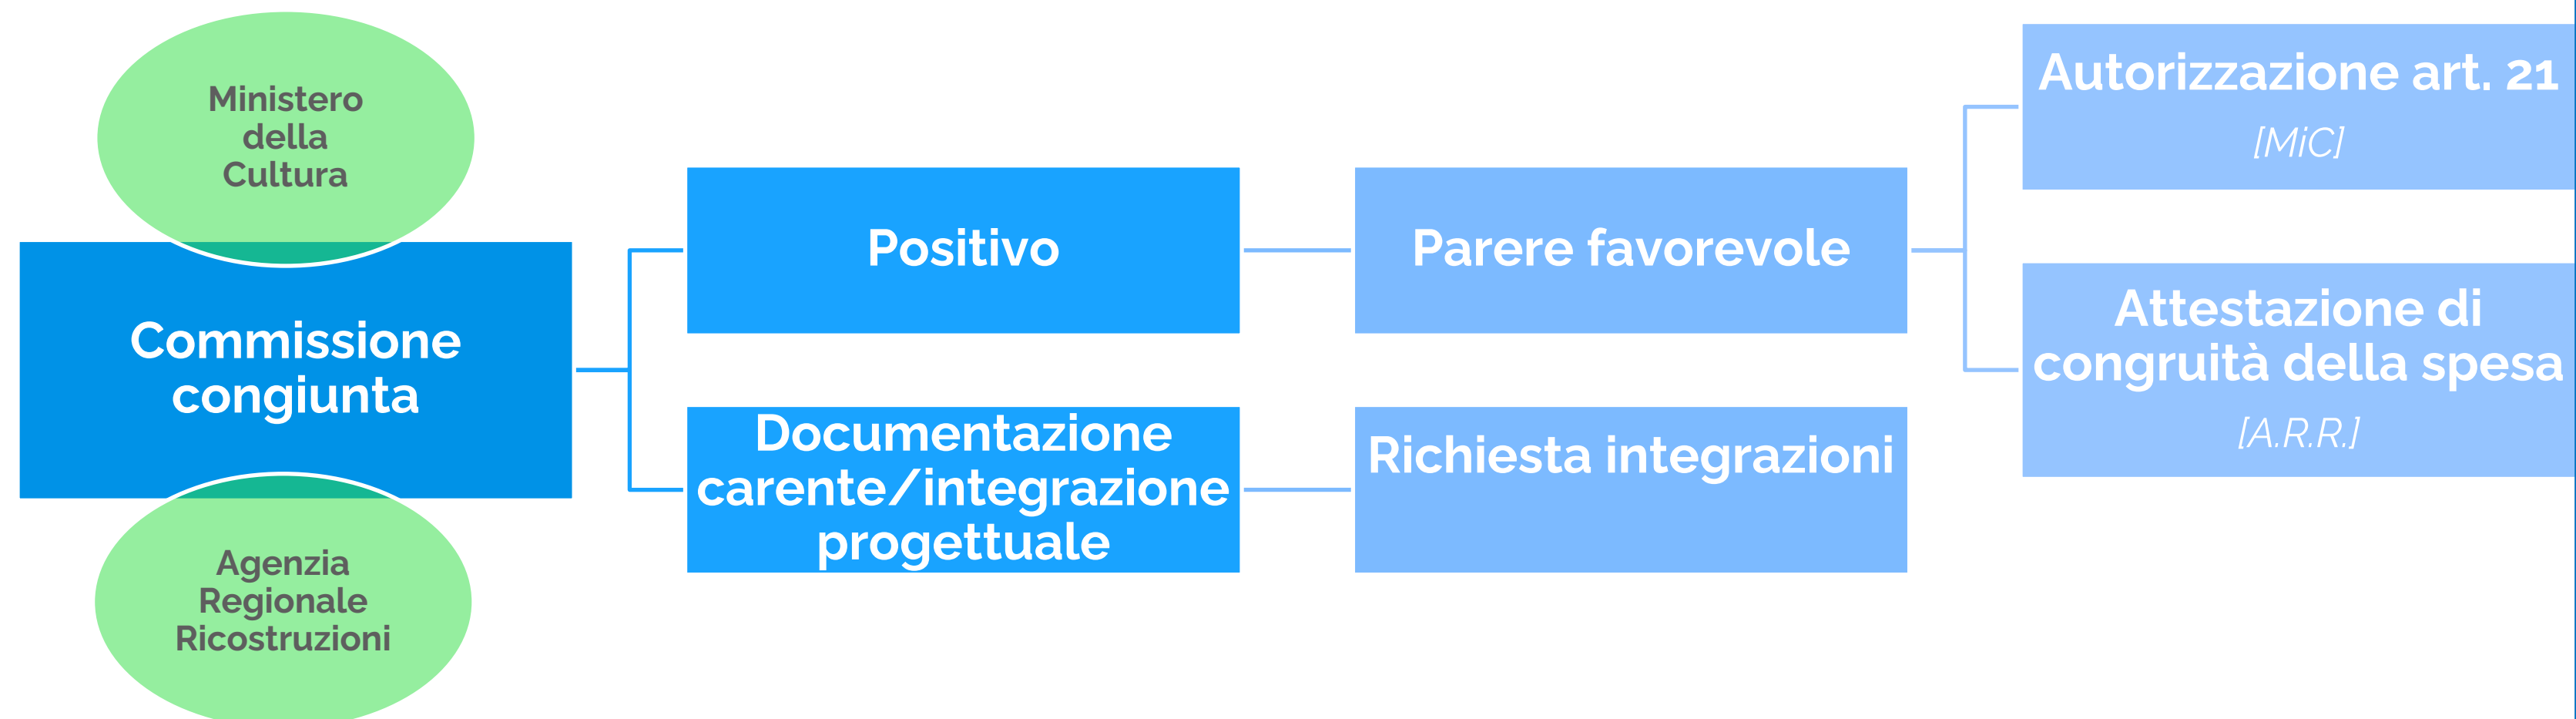 Ministero
della
Cultura
Commissione
congiunta
Agenzia
Regionale
Ricostruzioni
Positivo
Documentazione
carente/integrazione
progettuale
Parere favorevole
Richiesta integrazioni
Autorizzazione art. 21
[MiC]
Attestazione di
congruità della spesa
[A.R.R.]